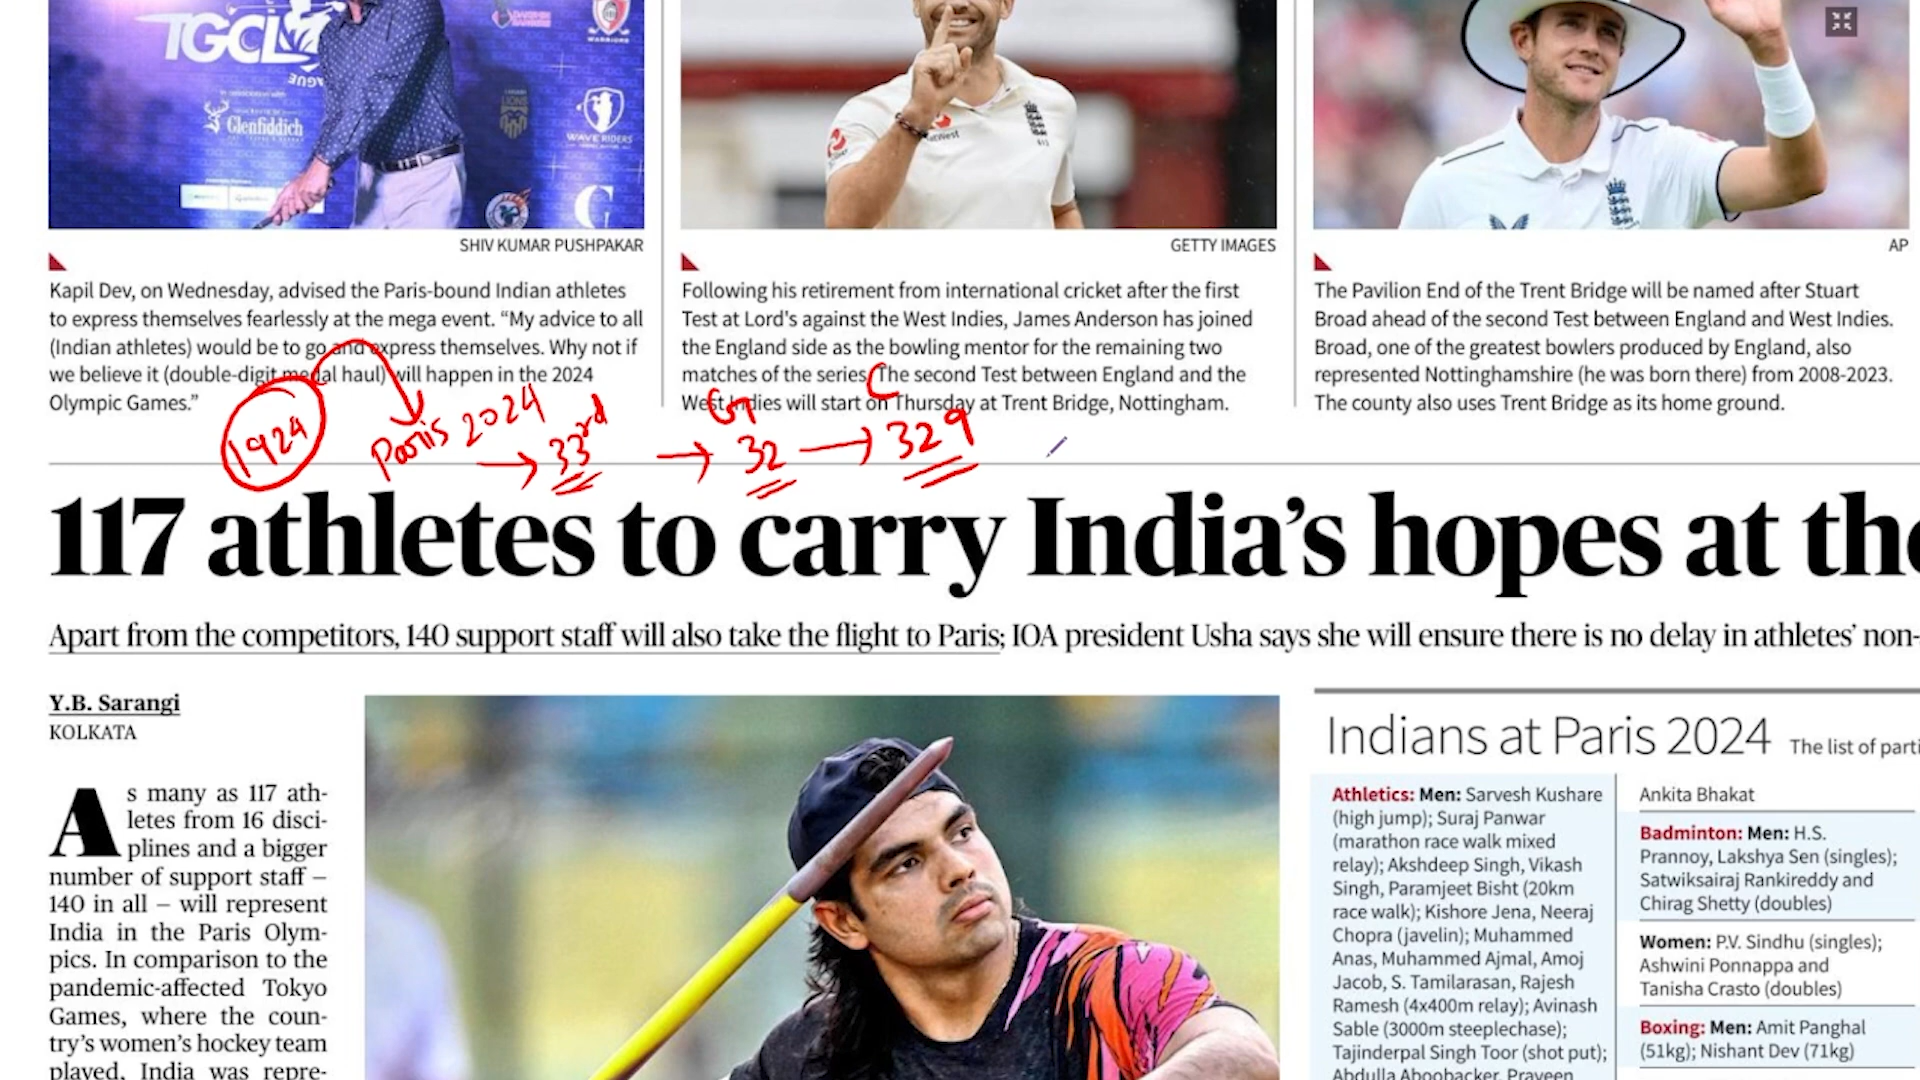 TGCL
In association with
Glenfiddich
LIONS
WARRIORS
WAVE RIDERS
NatWest
SHIV KUMAR PUSHPAKAR
Kapil Dev, on Wednesday, advised the Paris-bound Indian athletes
to express themselves fearlessly at the mega event. “My advice to all
(Indian athletes) would be to go and express themselves. Why not if
we believe it (double-digit medal haul) will happen in the 2024
Olympic Games.”
GETTY IMAGES
Following his retirement from international cricket after the first
Test at Lord's against the West Indies, James Anderson has joined
the England side as the bowling mentor for the remaining two
matches of the series. The second Test between England and the
West Indies will start on Thursday at Trent Bridge, Nottingham.
AP
The Pavilion End of the Trent Bridge will be named after Stuart
Broad ahead of the second Test between England and West Indies.
Broad, one of the greatest bowlers produced by England, also
represented Nottinghamshire (he was born there) from 2008-2023.
The county also uses Trent Bridge as its home ground.
1924
Paris 2024
→ 33rd
→ G 32 → C 329
117 athletes to carry India’s hopes at the
Apart from the competitors, 140 support staff will also take the flight to Paris; IOA president Usha says she will ensure there is no delay in athletes’ non-
Y.B. Sarangi
KOLKATA
As many as 117 ath-
letes from 16 disci-
plines and a bigger
number of support staff –
140 in all – will represent
India in the Paris Olym-
pics. In comparison to the
pandemic-affected Tokyo
Games, where the coun-
try’s women’s hockey team
played, India was repre-
Indians at Paris 2024 The list of parti
Athletics: Men: Sarvesh Kushare
(high jump); Suraj Panwar
(marathon race walk mixed
relay); Akshdeep Singh, Vikash
Singh, Paramjeet Bisht (20km
race walk); Kishore Jena, Neeraj
Chopra (javelin); Muhammed
Anas, Muhammed Ajmal, Amoj
Jacob, S. Tamilarasan, Rajesh
Ramesh (4x400m relay); Avinash
Sable (3000m steeplechase);
Tajinderpal Singh Toor (shot put);
Abdulla Aboobacker, Praveen
Ankita Bhakat
Badminton: Men: H.S.
Prannoy, Lakshya Sen (singles);
Satwiksairaj Rankireddy and
Chirag Shetty (doubles)
Women: P.V. Sindhu (singles);
Ashwini Ponnappa and
Tanisha Crasto (doubles)
Boxing: Men: Amit Panghal
(51kg); Nishant Dev (71kg)